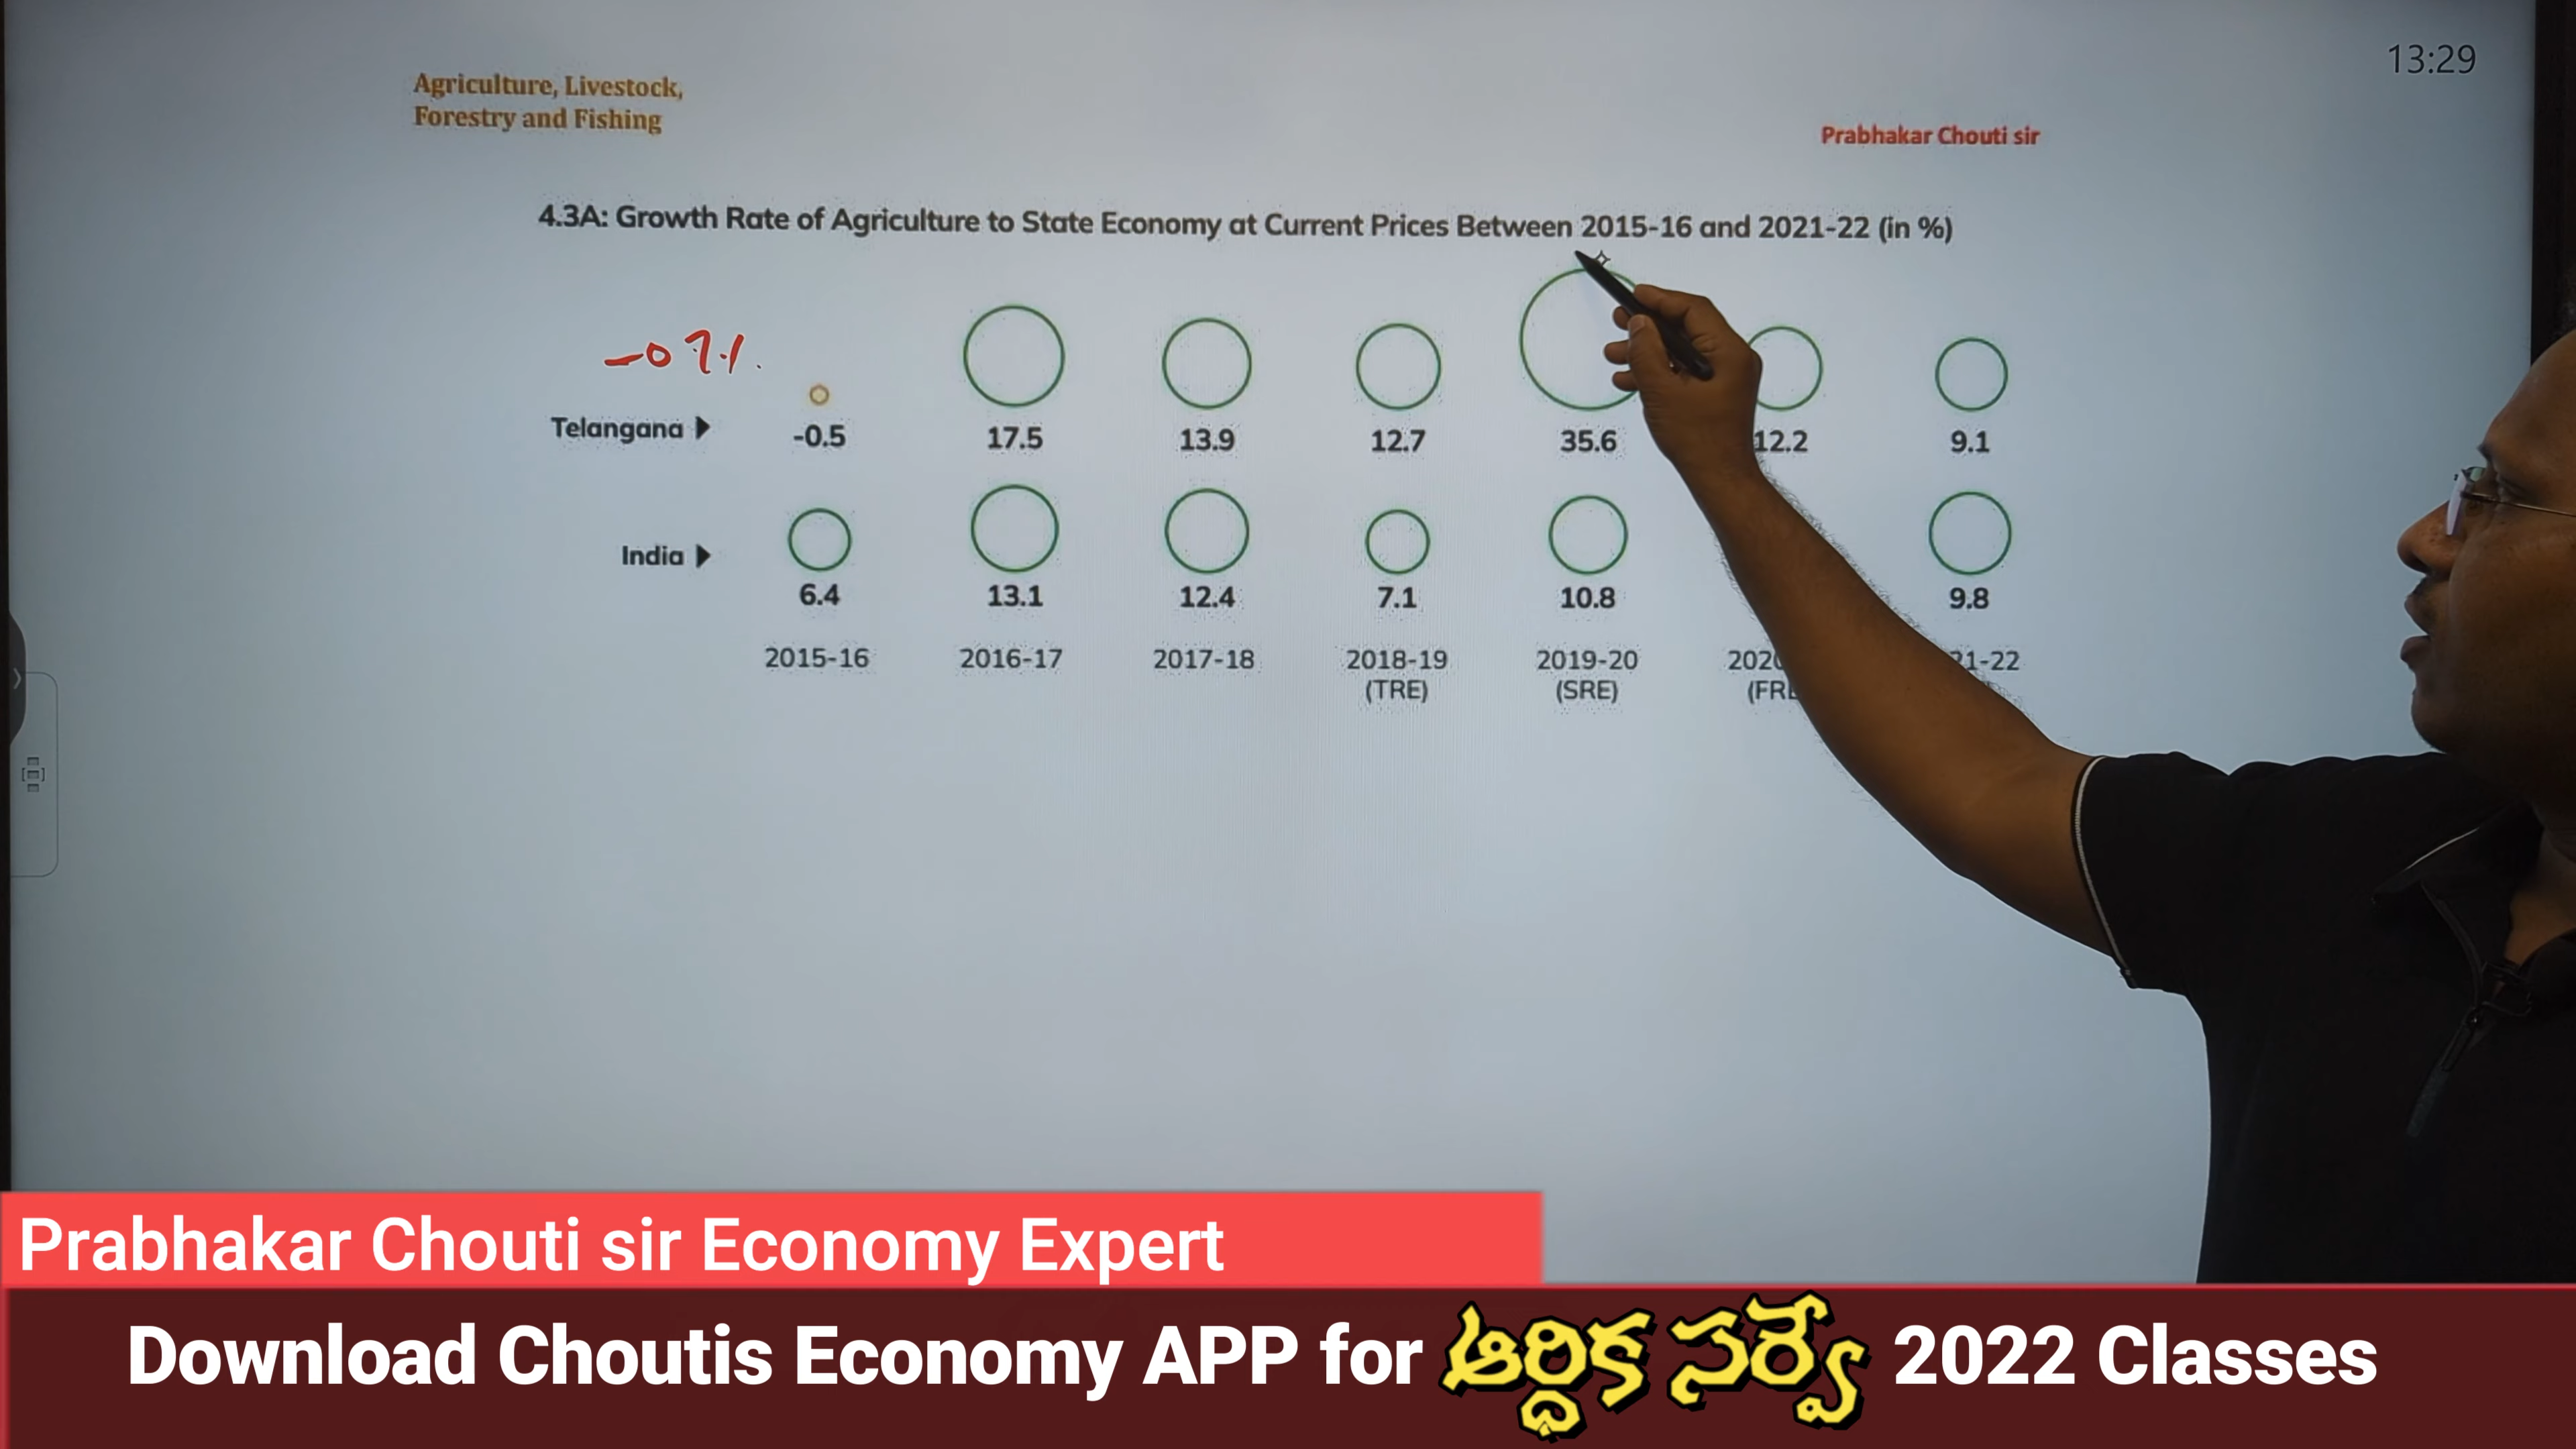 13:29
Agriculture, Livestock,
Forestry and Fishing
Prabhakar Chouti sir
4.3A: Growth Rate of Agriculture to State Economy at Current Prices Between 2015-16 and 2021-22 (in %)
Telangana -0.5 17.5 13.9 12.7 35.6 12.2 9.1
India 6.4 13.1 12.4 7.1 10.8 9.8
2015-16 2016-17 2017-18 2018-19 2019-20
(TRE) (SRE)
Prabhakar Chouti sir Economy Expert
Download Choutis Economy APP for ఆర్థిక సర్వే 2022 Classes